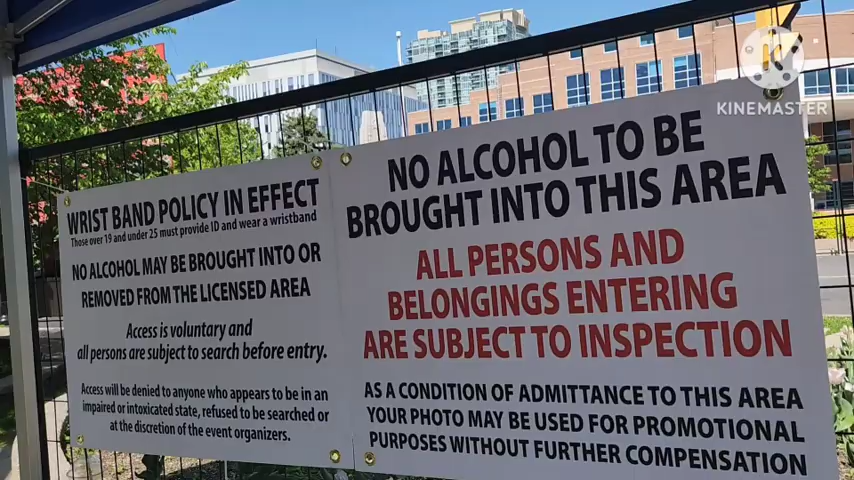 WRIST BAND POLICY IN EFFECT
Those over 19 and under 25 must provide ID and wear a wristband
NO ALCOHOL MAY BE BROUGHT INTO OR
REMOVED FROM THE LICENSED AREA
Access is voluntary and
all persons are subject to search before entry.
Access will be denied to anyone who appears to be in an
impaired or intoxicated state, refused to be searched or
at the discretion of the event organizers.
NO ALCOHOL TO BE
BROUGHT INTO THIS AREA
ALL PERSONS AND
BELONGINGS ENTERING
ARE SUBJECT TO INSPECTION
AS A CONDITION OF ADMITTANCE TO THIS AREA
YOUR PHOTO MAY BE USED FOR PROMOTIONAL
PURPOSES WITHOUT FURTHER COMPENSATION
K
KINEMASTER